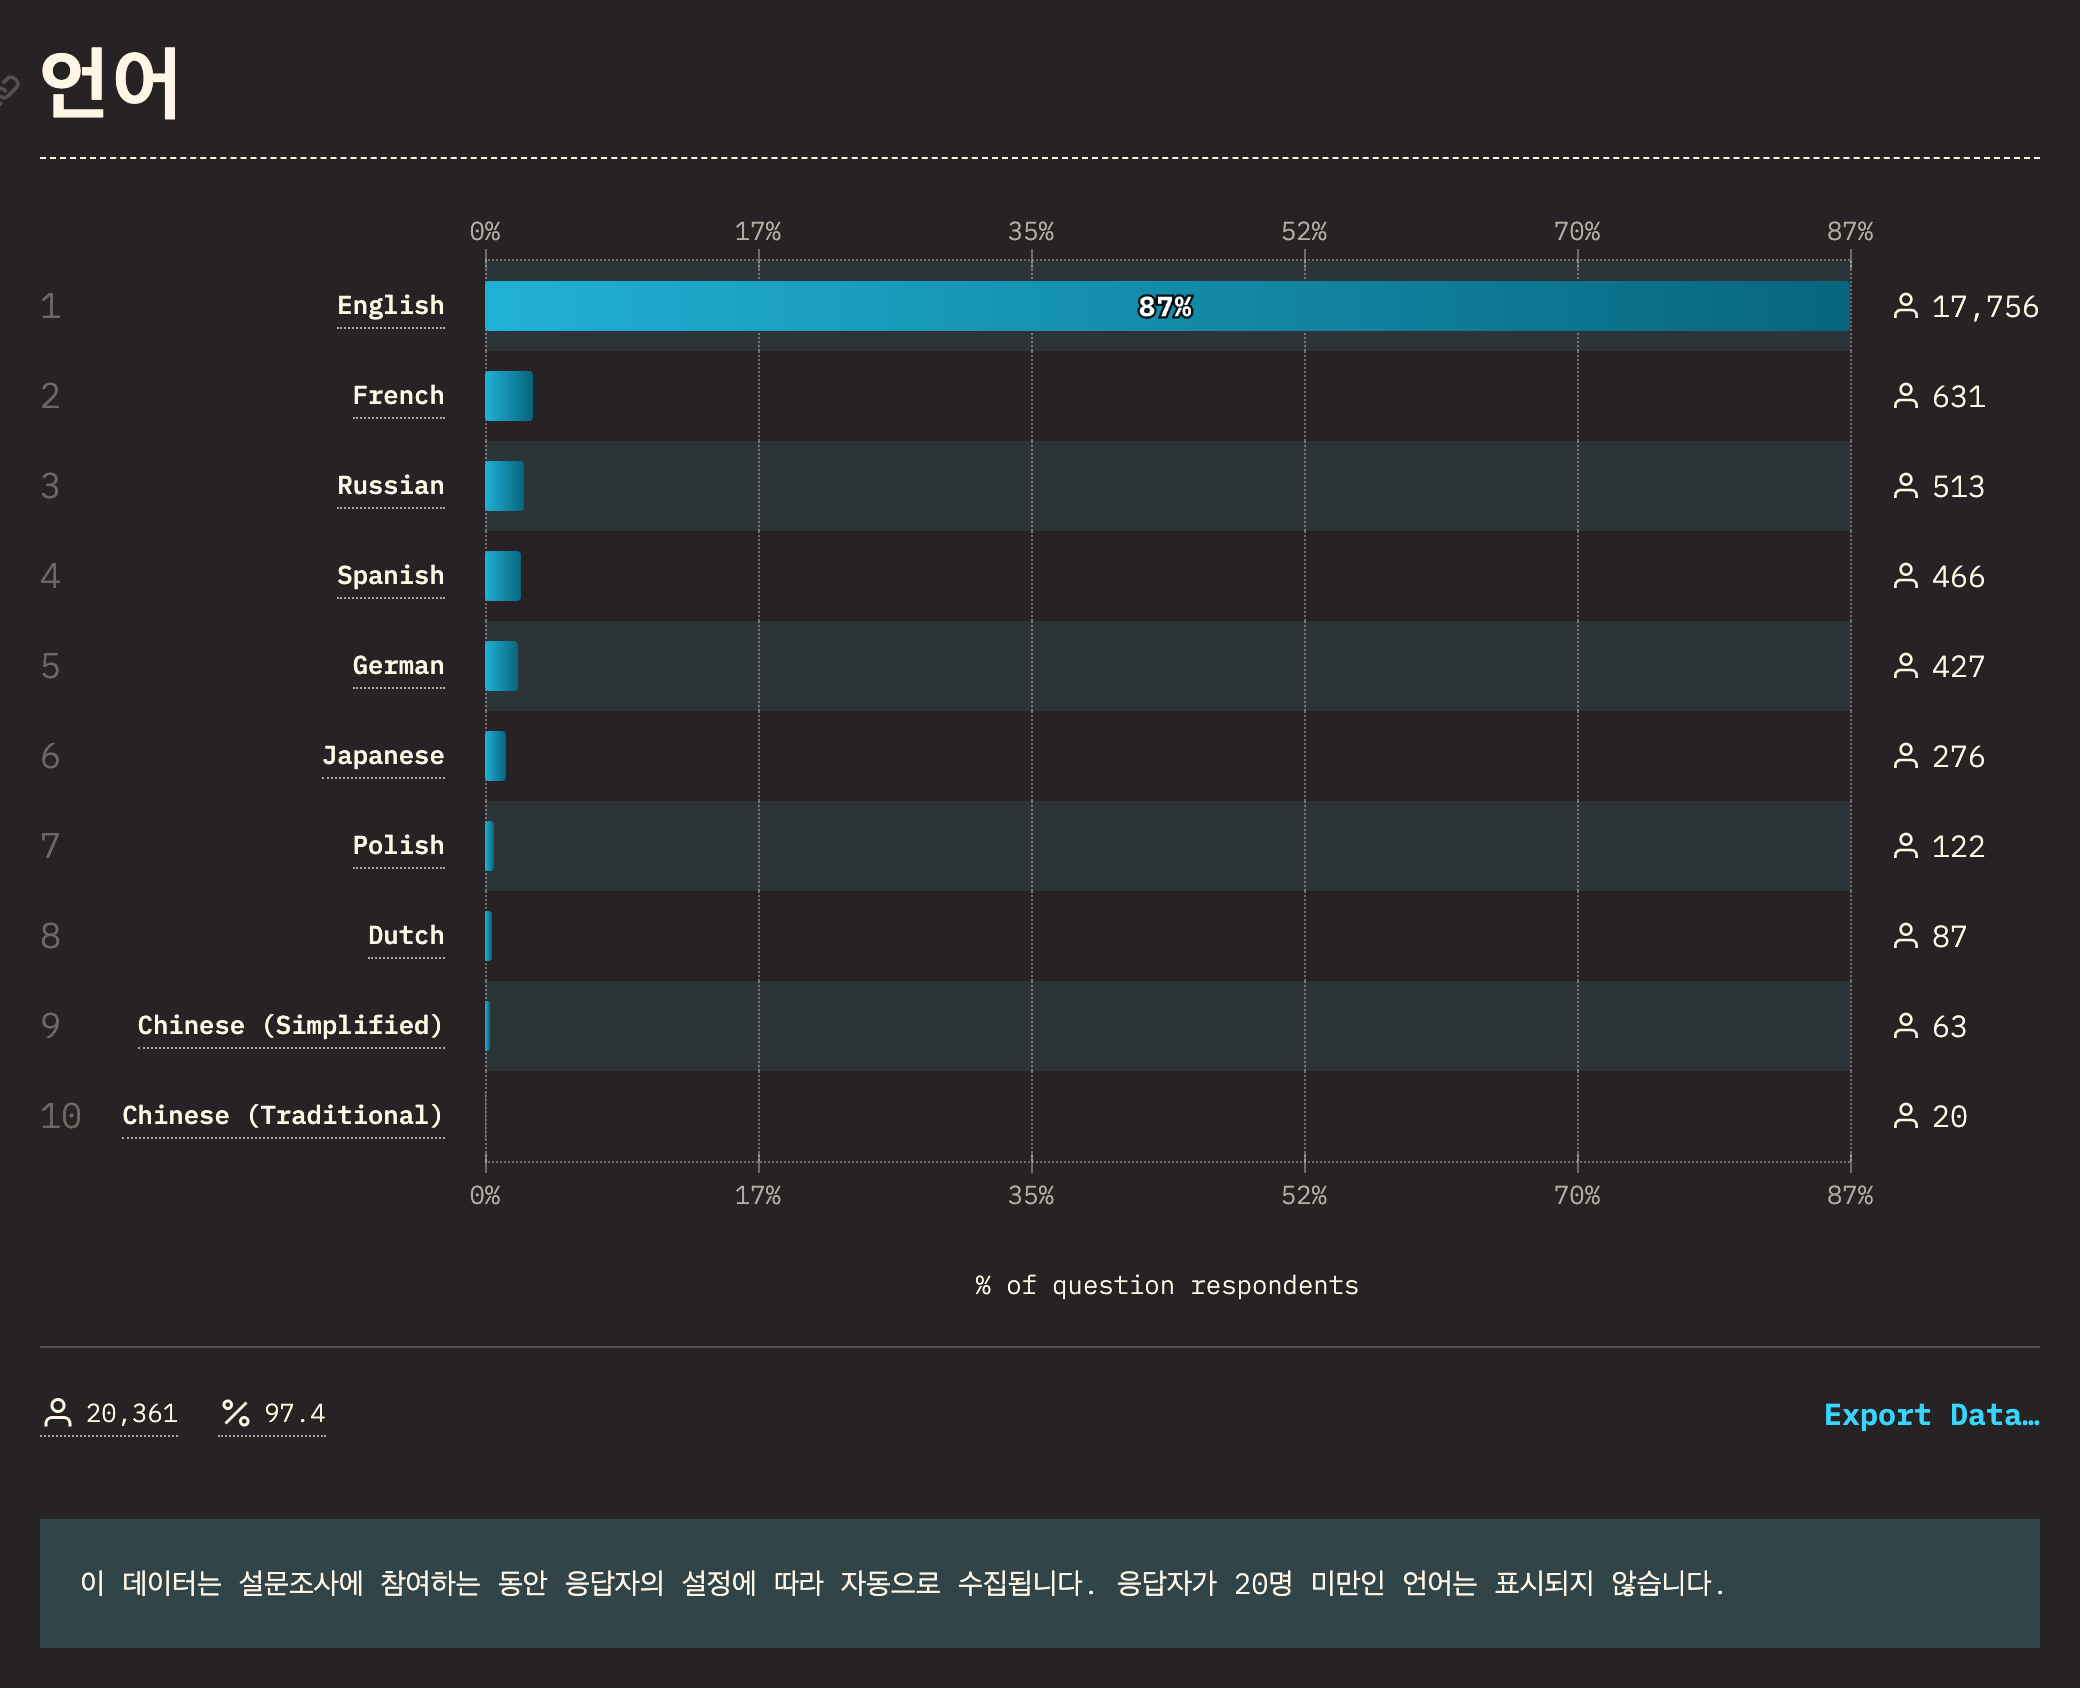 언어
0% 17% 35% 52% 70% 87%
1 English 87% 17,756
2 French 631
3 Russian 513
4 Spanish 466
5 German 427
6 Japanese 276
7 Polish 122
8 Dutch 87
9 Chinese (Simplified) 63
10 Chinese (Traditional) 20
0% 17% 35% 52% 70% 87%
% of question respondents
20,361 % 97.4 Export Data…
이 데이터는 설문조사에 참여하는 동안 응답자의 설정에 따라 자동으로 수집됩니다. 응답자가 20명 미만인 언어는 표시되지 않습니다.